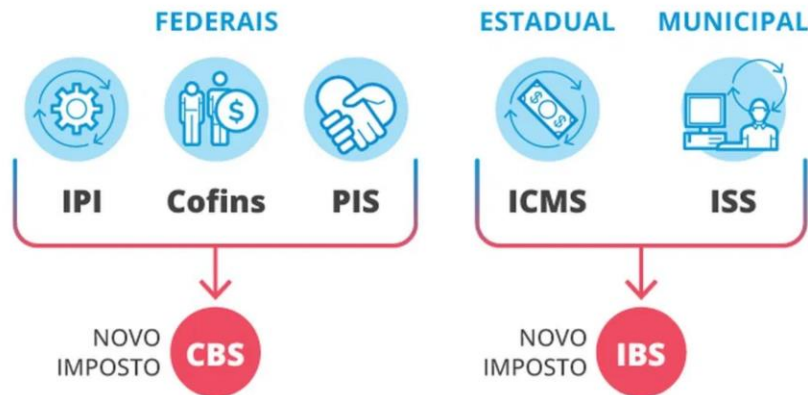 FEDERAIS
ESTADUAL
MUNICIPAL
$
$
$
IPI
Cofins
PIS
ICMS
ISS
NOVO
IMPOSTO
CBS
NOVO
IMPOSTO
IBS